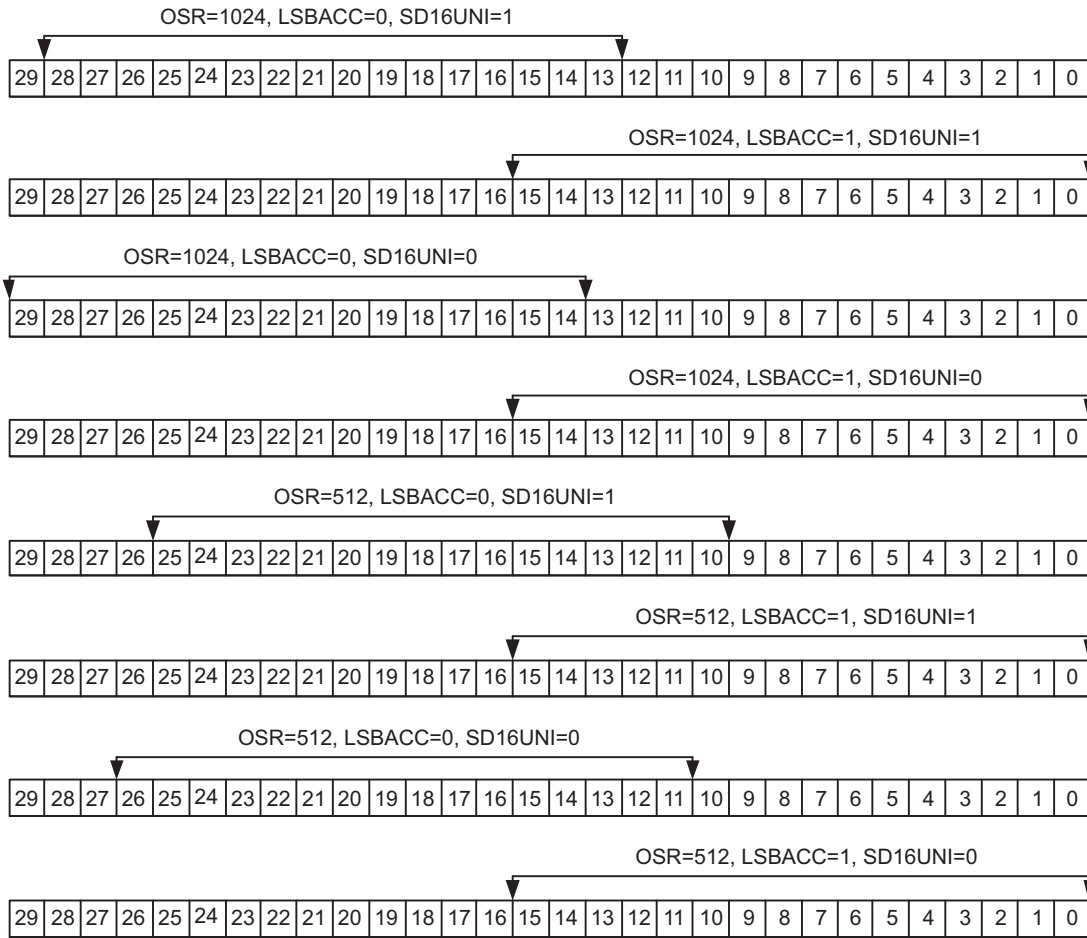 OSR=1024, LSBACC=0, SD16UNI=1
29 28 27 26 25 24 23 22 21 20 19 18 17 16 15 14 13 12 11 10 9 8 7 6 5 4 3 2 1 0
OSR=1024, LSBACC=1, SD16UNI=1
29 28 27 26 25 24 23 22 21 20 19 18 17 16 15 14 13 12 11 10 9 8 7 6 5 4 3 2 1 0
OSR=1024, LSBACC=0, SD16UNI=0
29 28 27 26 25 24 23 22 21 20 19 18 17 16 15 14 13 12 11 10 9 8 7 6 5 4 3 2 1 0
OSR=1024, LSBACC=1, SD16UNI=0
29 28 27 26 25 24 23 22 21 20 19 18 17 16 15 14 13 12 11 10 9 8 7 6 5 4 3 2 1 0
OSR=512, LSBACC=0, SD16UNI=1
29 28 27 26 25 24 23 22 21 20 19 18 17 16 15 14 13 12 11 10 9 8 7 6 5 4 3 2 1 0
OSR=512, LSBACC=1, SD16UNI=1
29 28 27 26 25 24 23 22 21 20 19 18 17 16 15 14 13 12 11 10 9 8 7 6 5 4 3 2 1 0
OSR=512, LSBACC=0, SD16UNI=0
29 28 27 26 25 24 23 22 21 20 19 18 17 16 15 14 13 12 11 10 9 8 7 6 5 4 3 2 1 0
OSR=512, LSBACC=1, SD16UNI=0
29 28 27 26 25 24 23 22 21 20 19 18 17 16 15 14 13 12 11 10 9 8 7 6 5 4 3 2 1 0